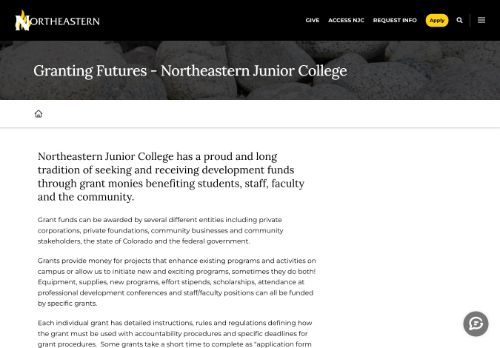 NORTHEASTERN
GIVE ACCESS NJC REQUEST INFO Apply
Granting Futures - Northeastern Junior College
Northeastern Junior College has a proud and long
tradition of seeking and receiving development funds
through grant monies benefiting students, staff, faculty
and the community.
Grant funds can be awarded by several different entities including private
corporations, private foundations, community businesses and community
stakeholders, the state of Colorado and the federal government.
Grants provide money for projects that enhance existing programs and activities on
campus or allow us to initiate new and exciting programs, sometimes they do both!
Equipment, supplies, new programs, effort stipends, scholarships, attendance at
professional development conferences and staff/faculty positions can all be funded
by specific grants.
Each individual grant has detailed instructions, rules and regulations defining how
the grant must be used with accountability procedures and specific deadlines for
grant procedures. Some grants take a short time to complete as "application form